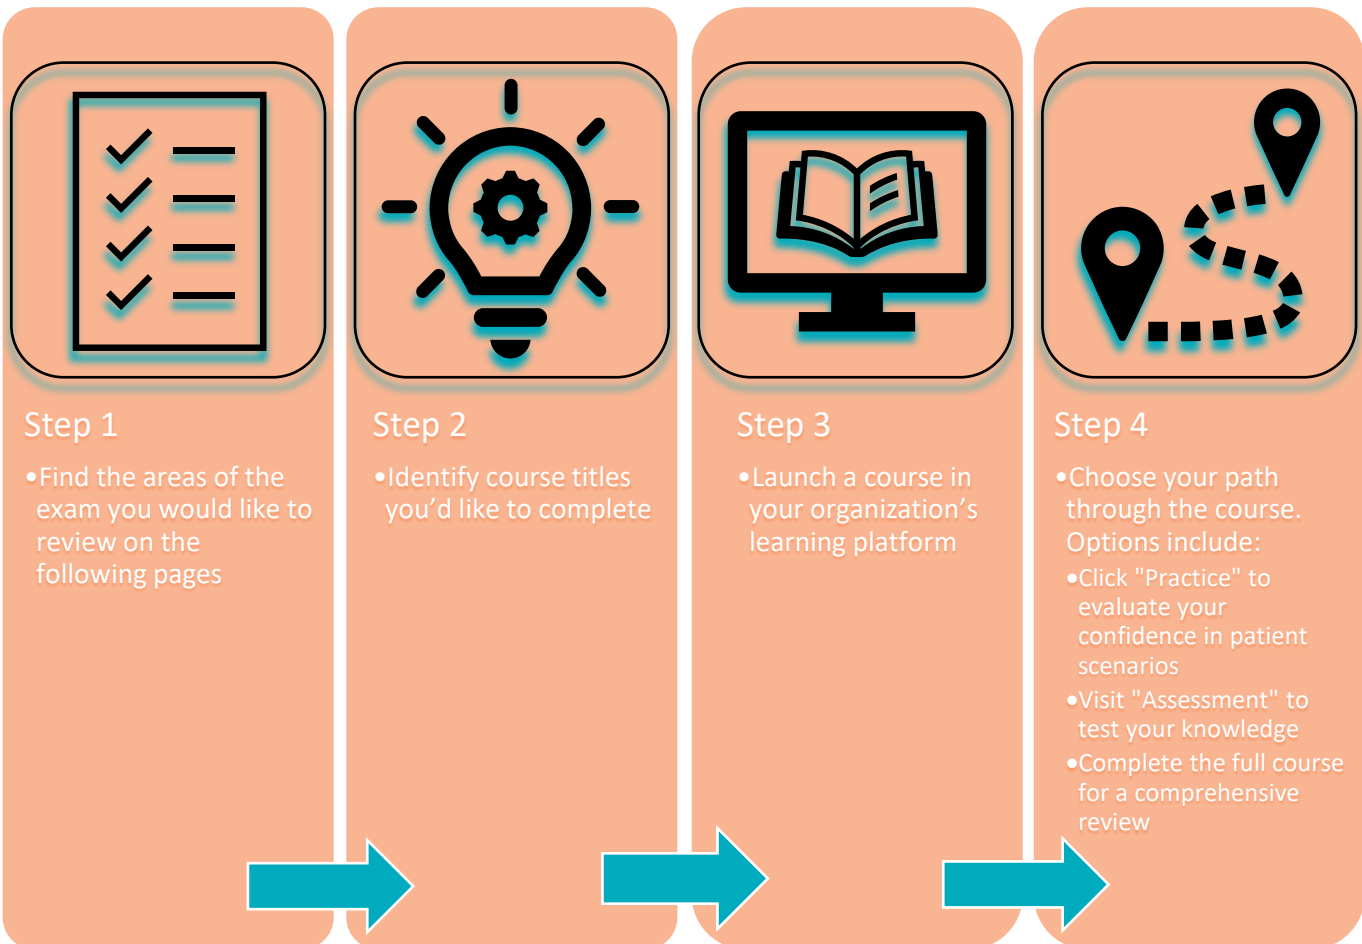 Step 1
•Find the areas of the
exam you would like to
review on the
following pages
Step 2
•Identify course titles
you’d like to complete
Step 3
•Launch a course in
your organization’s
learning platform
Step 4
•Choose your path
through the course.
Options include:
•Click "Practice" to
evaluate your
confidence in patient
scenarios
•Visit "Assessment" to
test your knowledge
•Complete the full course
for a comprehensive
review